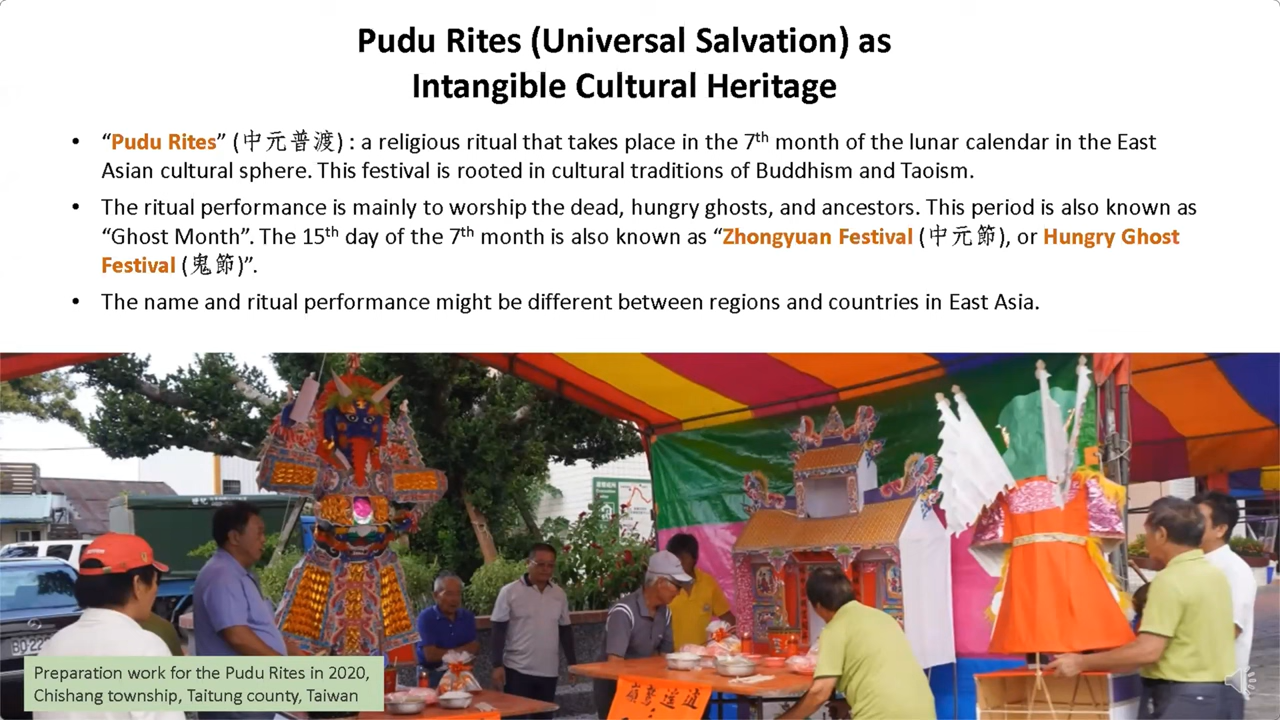 Pudu Rites (Universal Salvation) as
Intangible Cultural Heritage
• “Pudu Rites” (中元普渡) : a religious ritual that takes place in the 7th month of the lunar calendar in the East
Asian cultural sphere. This festival is rooted in cultural traditions of Buddhism and Taoism.
• The ritual performance is mainly to worship the dead, hungry ghosts, and ancestors. This period is also known as
“Ghost Month”. The 15th day of the 7th month is also known as “Zhongyuan Festival (中元節), or Hungry Ghost
Festival (鬼節)”.
• The name and ritual performance might be different between regions and countries in East Asia.
Preparation work for the Pudu Rites in 2020,
Chishang township, Taitung county, Taiwan